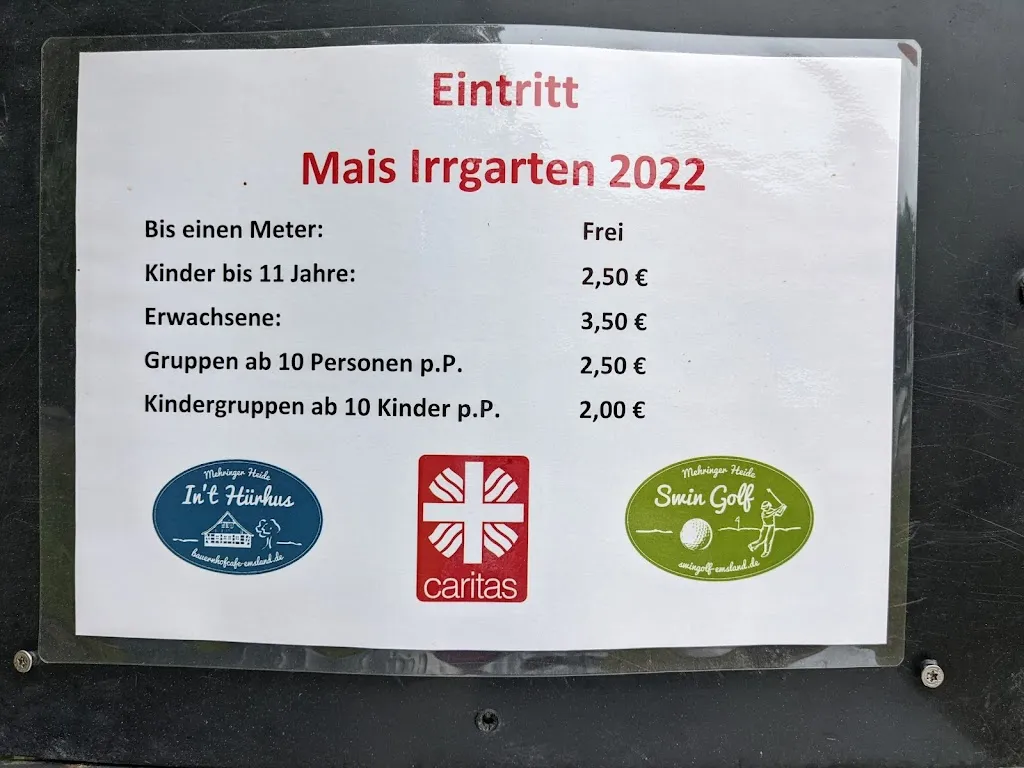 Eintritt
Mais Irrgarten 2022
Bis einen Meter: Frei
Kinder bis 11 Jahre: 2,50 €
Erwachsene: 3,50 €
Gruppen ab 10 Personen p.P. 2,50 €
Kindergruppen ab 10 Kinder p.P. 2,00 €
Mehringer Heide
In't Hürhus
bauernhofcafe-emsland.de
caritas
Mehringer Heide
Swin Golf
swingolf-emsland.de